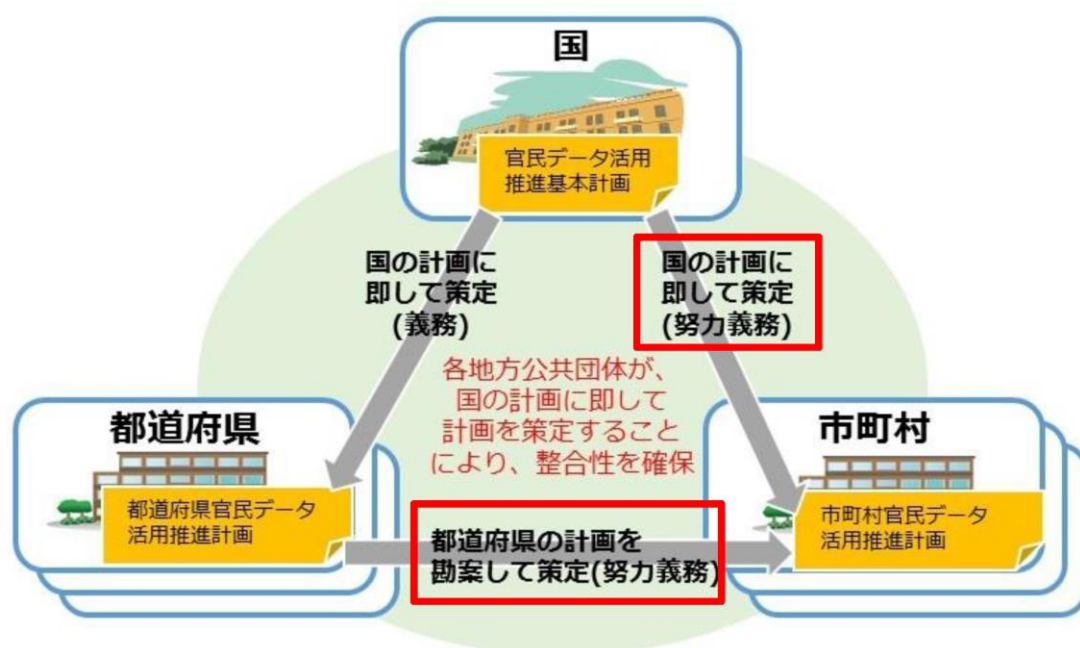 国
官民データ活用
推進基本計画
国の計画に
即して策定
(義務)
国の計画に
即して策定
(努力義務)
各地方公共団体が、
国の計画に即して
計画を策定すること
により、整合性を確保
都道府県
都道府県官民データ
活用推進計画
市町村
市町村官民データ
活用推進計画
都道府県の計画を
勘案して策定(努力義務)